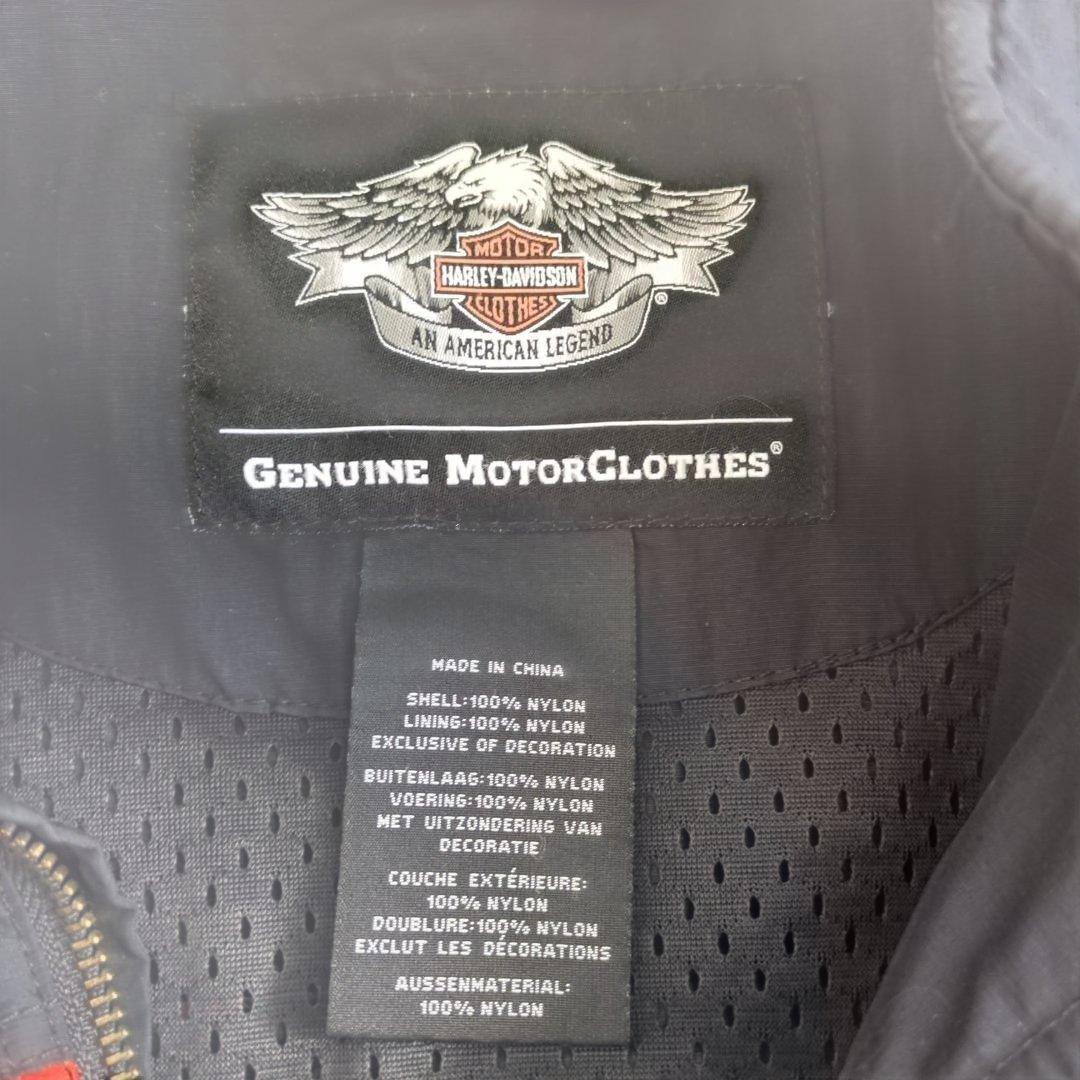 MOTOR
HARLEY-DAVIDSON
CLOTHES
®
AN AMERICAN LEGEND
GENUINE MOTORCLOTHES®
MADE IN CHINA
SHELL:100% NYLON
LINING:100% NYLON
EXCLUSIVE OF DECORATION
BUITENLAAG:100% NYLON
VOERING:100% NYLON
MET UITZONDERING VAN
DECORATIE
COUCHE EXTÉRIEURE:
100% NYLON
DOUBLURE:100% NYLON
EXCLUT LES DÉCORATIONS
AUSSENMATERIAL:
100% NYLON